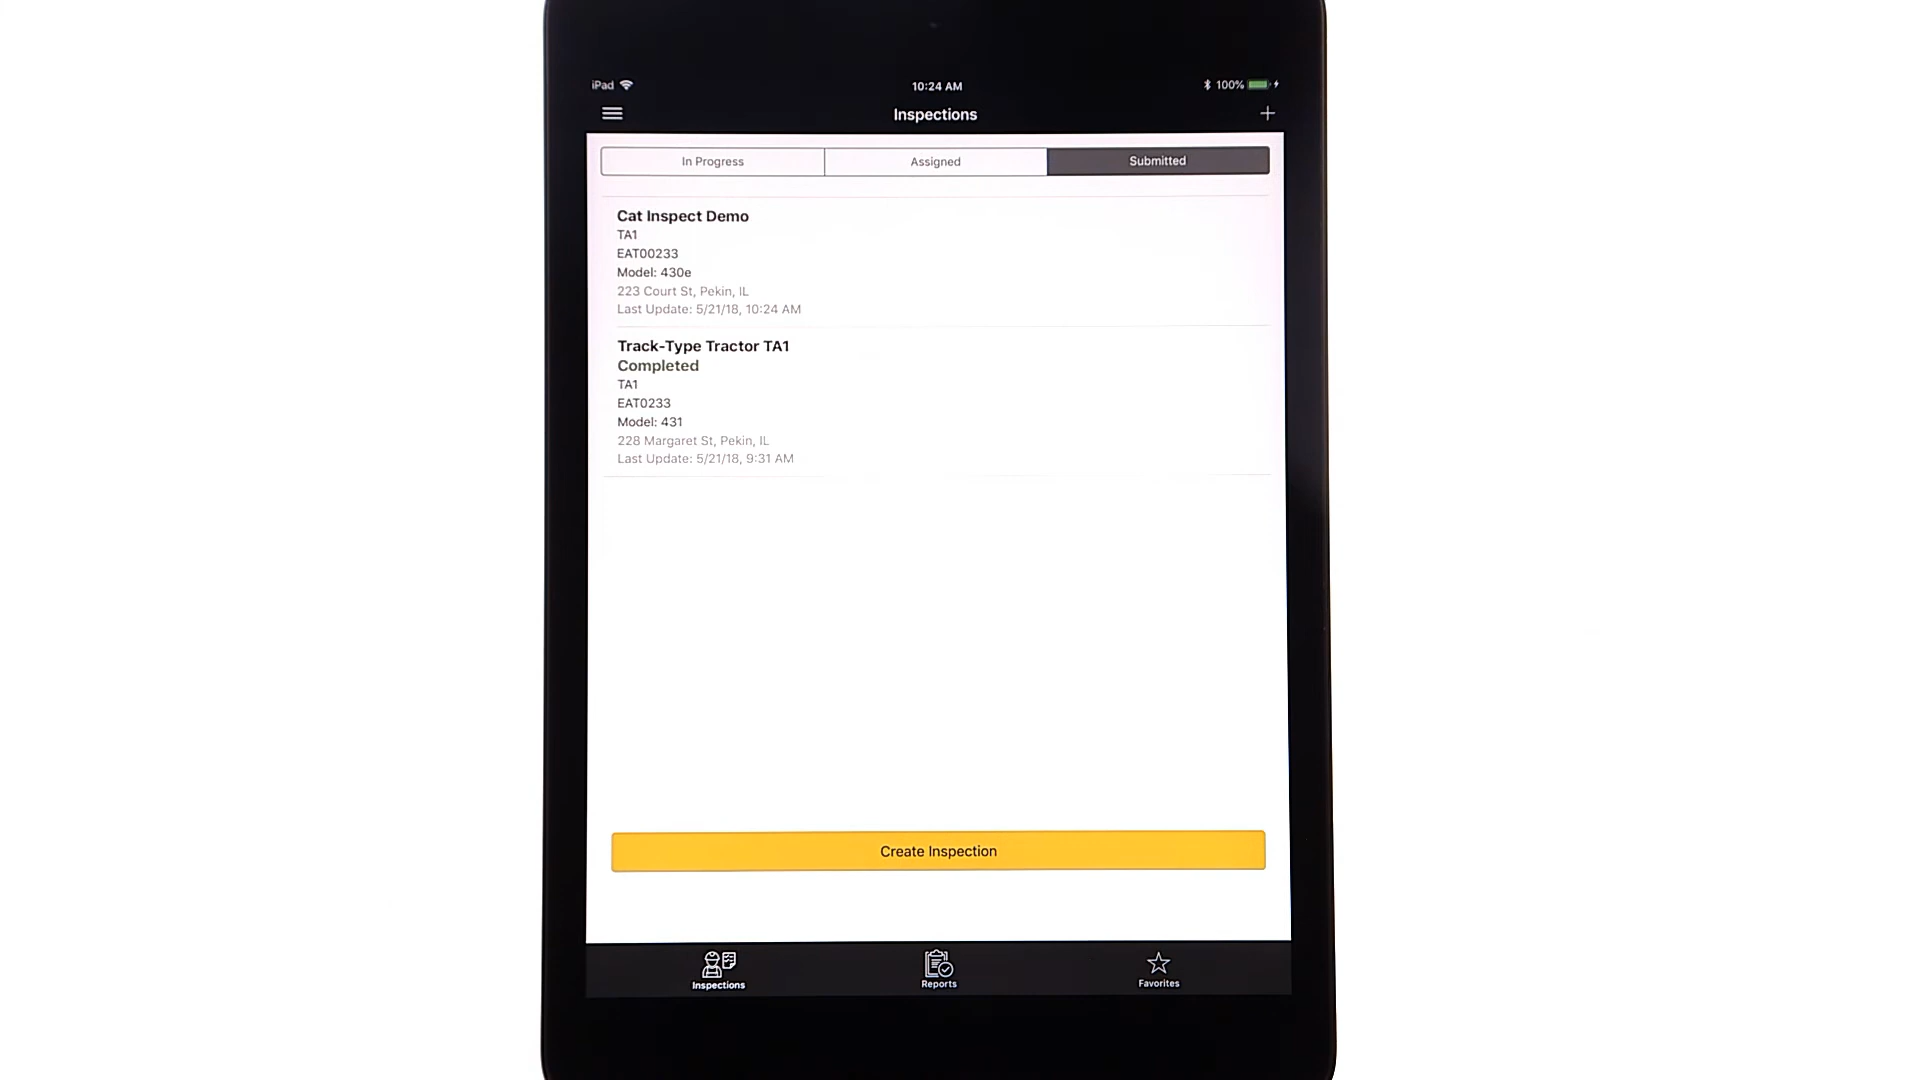 iPad
10:24 AM
100%
Inspections
In Progress
Assigned
Submitted
Cat Inspect Demo
TA1
EAT00233
Model: 430e
223 Court St, Pekin, IL
Last Update: 5/21/18, 10:24 AM
Track-Type Tractor TA1
Completed
TA1
EAT0233
Model: 431
228 Margaret St, Pekin, IL
Last Update: 5/21/18, 9:31 AM
Create Inspection
Inspections
Reports
Favorites